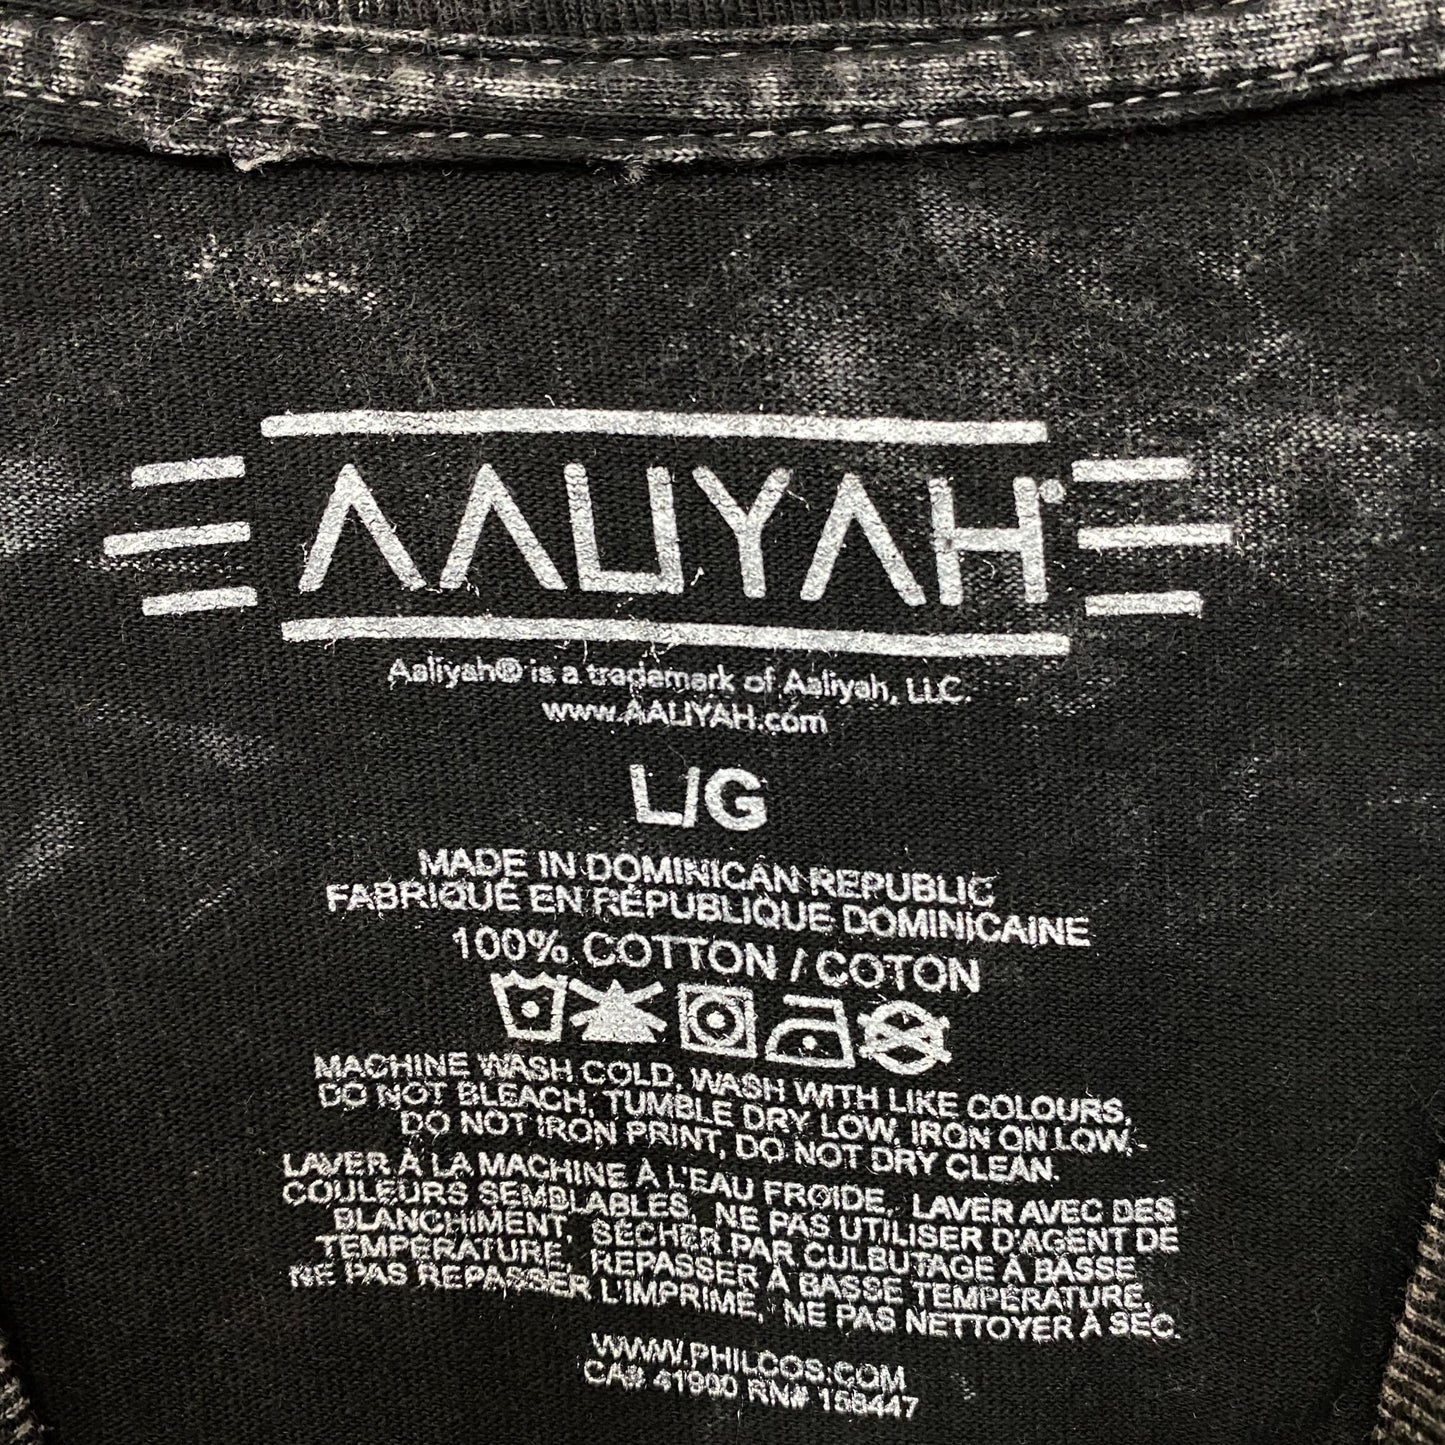 AALIYAH®
Aaliyah® is a trademark of Aaliyah, LLC.
www.AALIYAH.com
L/G
MADE IN DOMINICAN REPUBLIC
FABRIQUÉ EN RÉPUBLIQUE DOMINICAINE
100% COTTON / COTON
MACHINE WASH COLD, WASH WITH LIKE COLOURS,
DO NOT BLEACH, TUMBLE DRY LOW, IRON ON LOW,
DO NOT IRON PRINT, DO NOT DRY CLEAN.
LAVER À LA MACHINE À L'EAU FROIDE, LAVER AVEC DES
COULEURS SEMBLABLES, NE PAS UTILISER D'AGENT DE
BLANCHIMENT, SÉCHER PAR CULBUTAGE À BASSE
TEMPÉRATURE, REPASSER À BASSE TEMPÉRATURE,
NE PAS REPASSER L'IMPRIMÉ, NE PAS NETTOYER À SEC.
WWW.PHILCOS.COM
CA# 41900 RN# 158447